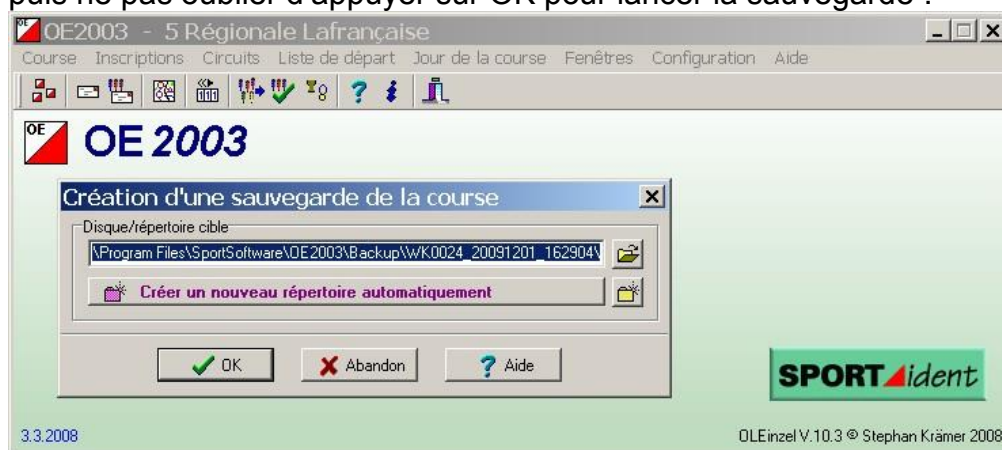 puis ne pas oublier d'appuyer sur OK pour lancer la sauvegarde :
OE2003 - 5 Régionale Lafrançaise
Course Inscriptions Circuits Liste de départ Jour de la course Fenêtres Configuration Aide
OE 2003
Création d'une sauvegarde de la course
Disque/répertoire cible
\Program Files\SportSoftware\OE2003\Backup\WK0024_20091201_162904\
Créer un nouveau répertoire automatiquement
OK Abandon Aide
SPORTident
3.3.2008 OLEinzel V.10.3 © Stephan Krämer 2008